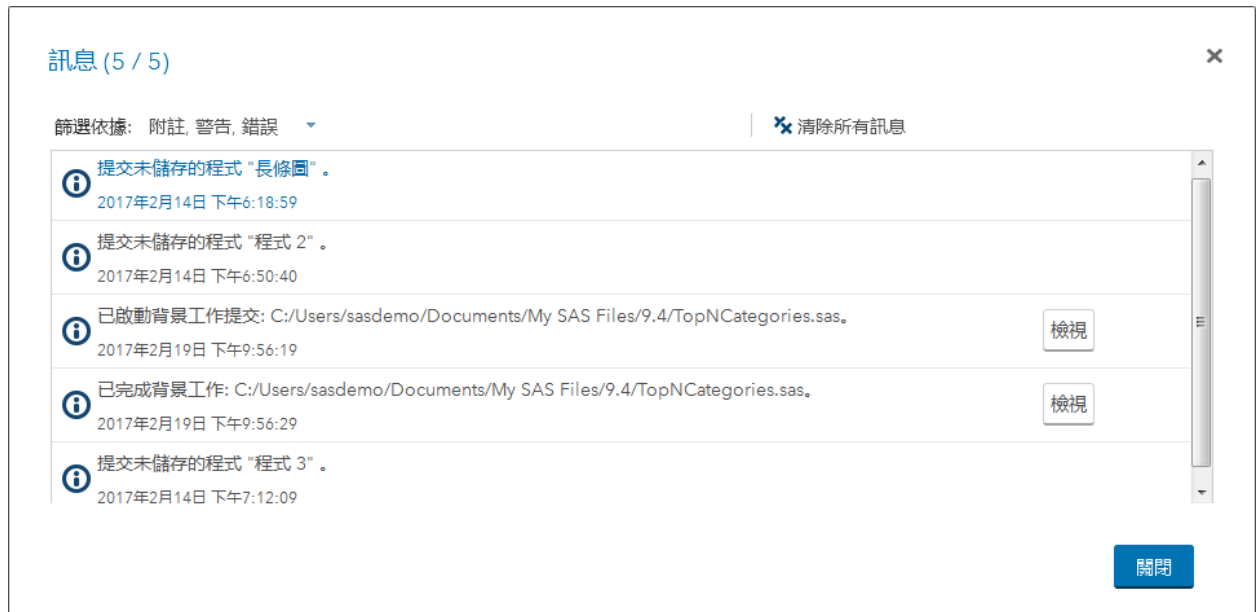 訊息 (5 / 5)
篩選依據: 附註, 警告, 錯誤
清除所有訊息
提交未儲存的程式 "長條圖" 。
2017年2月14日 下午6:18:59
提交未儲存的程式 "程式 2" 。
2017年2月14日 下午6:50:40
已啟動背景工作提交: C:/Users/sasdemo/Documents/My SAS Files/9.4/TopNCategories.sas。
檢視
2017年2月19日 下午9:56:19
已完成背景工作: C:/Users/sasdemo/Documents/My SAS Files/9.4/TopNCategories.sas。
檢視
2017年2月19日 下午9:56:29
提交未儲存的程式 "程式 3" 。
2017年2月14日 下午7:12:09
關閉